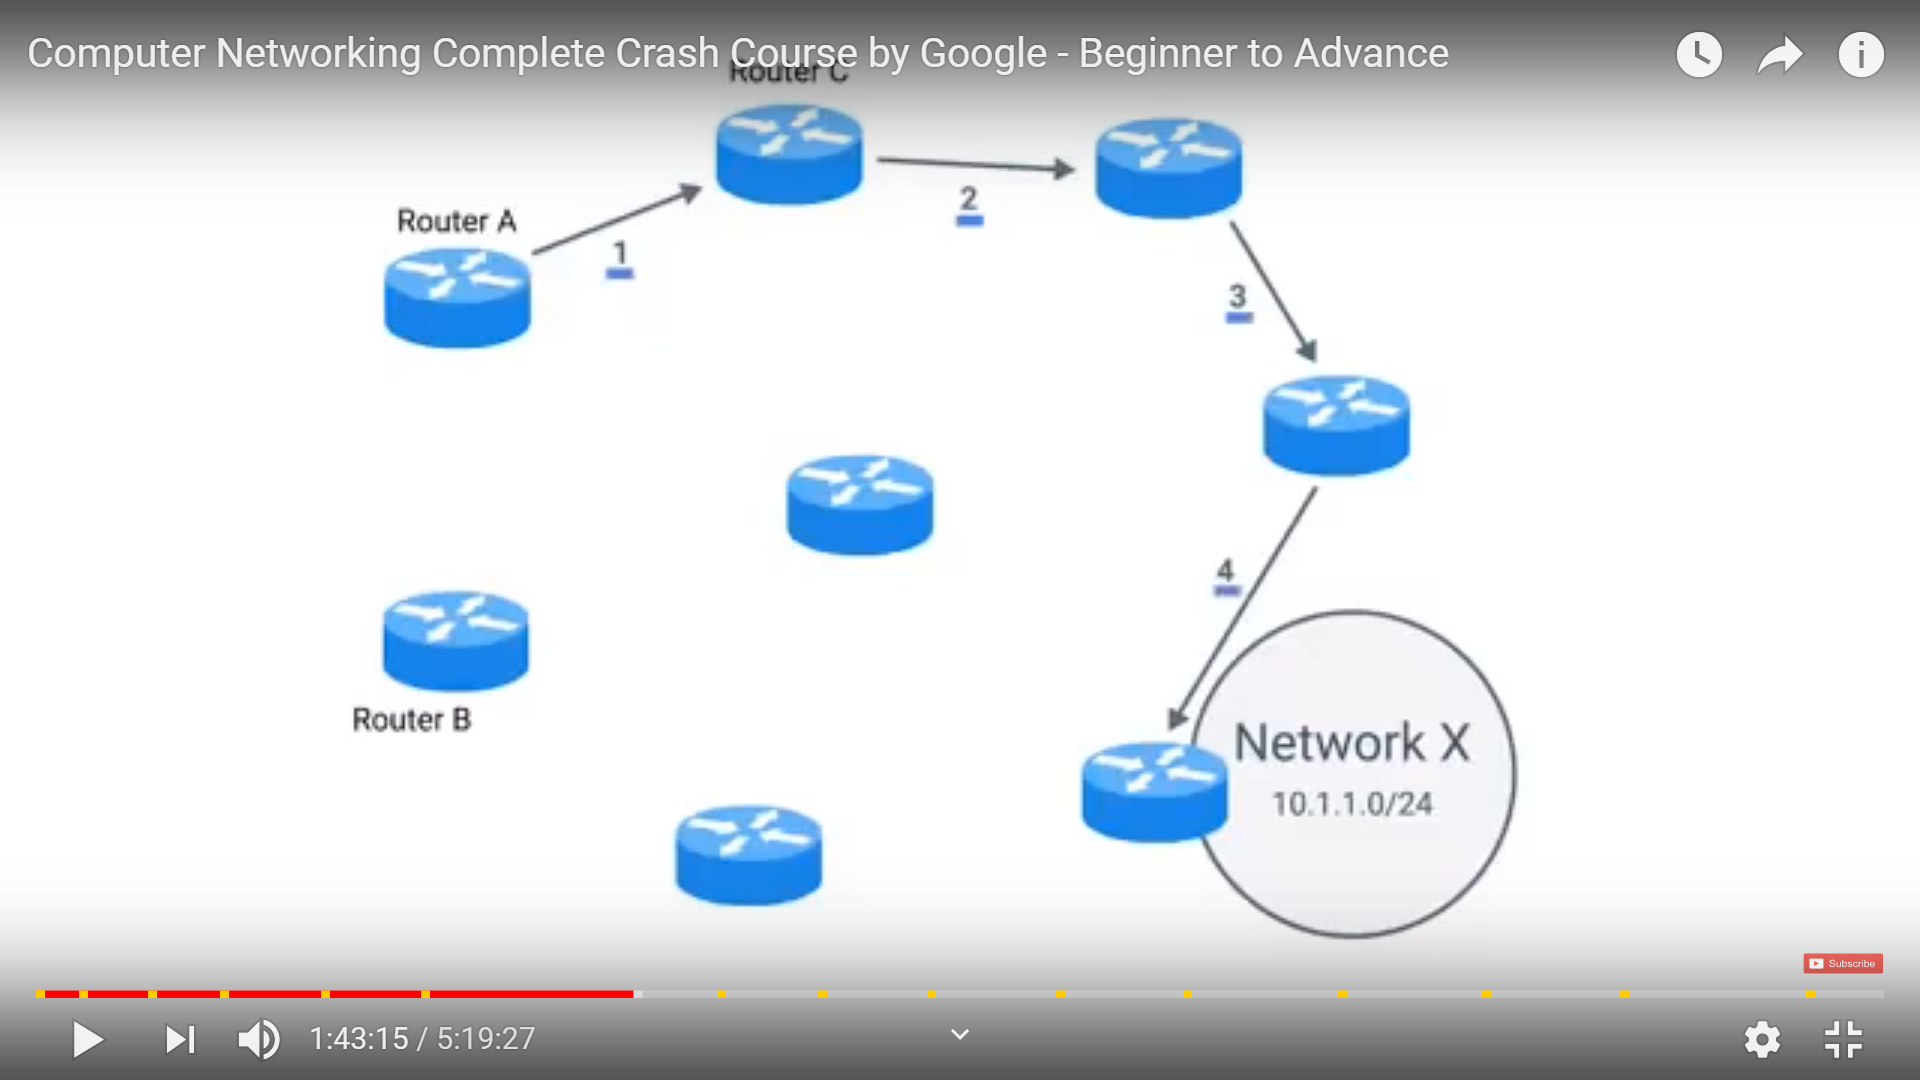 Computer Networking Complete Crash Course by Google - Beginner to Advance
Router C
Router A
1
2
3
4
Router B
Network X
10.1.1.0/24
Subscribe
1:43:15 / 5:19:27